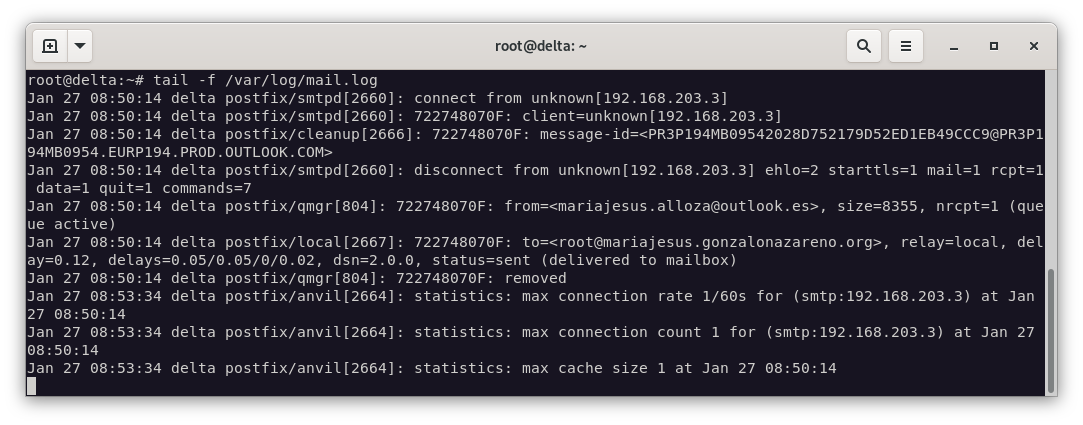 root@delta: ~
root@delta:~# tail -f /var/log/mail.log
Jan 27 08:50:14 delta postfix/smtpd[2660]: connect from unknown[192.168.203.3]
Jan 27 08:50:14 delta postfix/smtpd[2660]: 722748070F: client=unknown[192.168.203.3]
Jan 27 08:50:14 delta postfix/cleanup[2666]: 722748070F: message-id=<PR3P194MB09542028D752179D52ED1EB49CCC9@PR3P1
94MB0954.EURP194.PROD.OUTLOOK.COM>
Jan 27 08:50:14 delta postfix/smtpd[2660]: disconnect from unknown[192.168.203.3] ehlo=2 starttls=1 mail=1 rcpt=1
 data=1 quit=1 commands=7
Jan 27 08:50:14 delta postfix/qmgr[804]: 722748070F: from=<mariajesus.alloza@outlook.es>, size=8355, nrcpt=1 (que
ue active)
Jan 27 08:50:14 delta postfix/local[2667]: 722748070F: to=<root@mariajesus.gonzalonazareno.org>, relay=local, del
ay=0.12, delays=0.05/0.05/0/0.02, dsn=2.0.0, status=sent (delivered to mailbox)
Jan 27 08:50:14 delta postfix/qmgr[804]: 722748070F: removed
Jan 27 08:53:34 delta postfix/anvil[2664]: statistics: max connection rate 1/60s for (smtp:192.168.203.3) at Jan
27 08:50:14
Jan 27 08:53:34 delta postfix/anvil[2664]: statistics: max connection count 1 for (smtp:192.168.203.3) at Jan 27
08:50:14
Jan 27 08:53:34 delta postfix/anvil[2664]: statistics: max cache size 1 at Jan 27 08:50:14